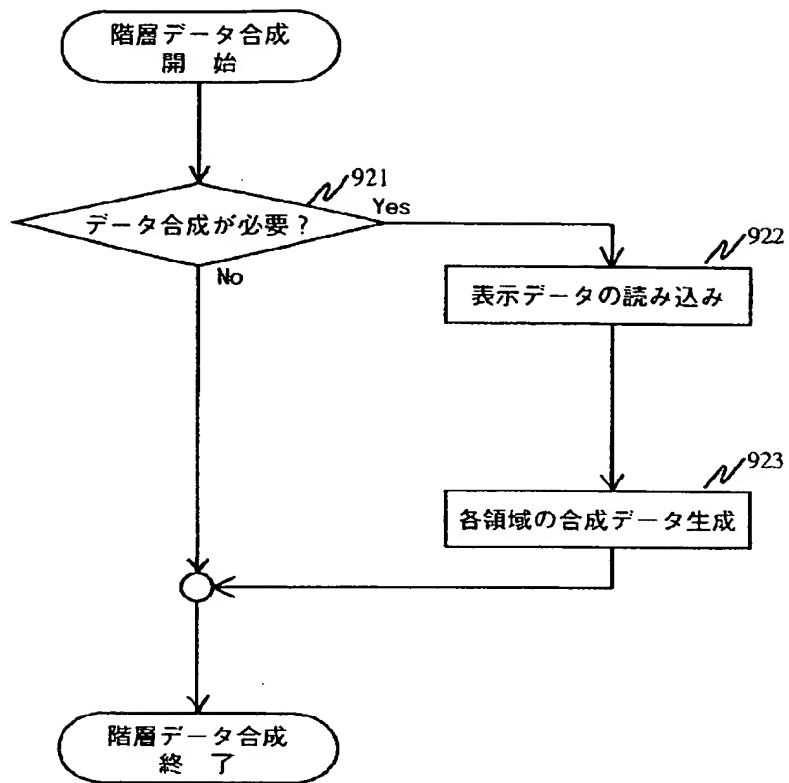 階層データ合成
開 始
921
データ合成が必要?
Yes
No
922
表示データの読み込み
923
各領域の合成データ生成
階層データ合成
終 了